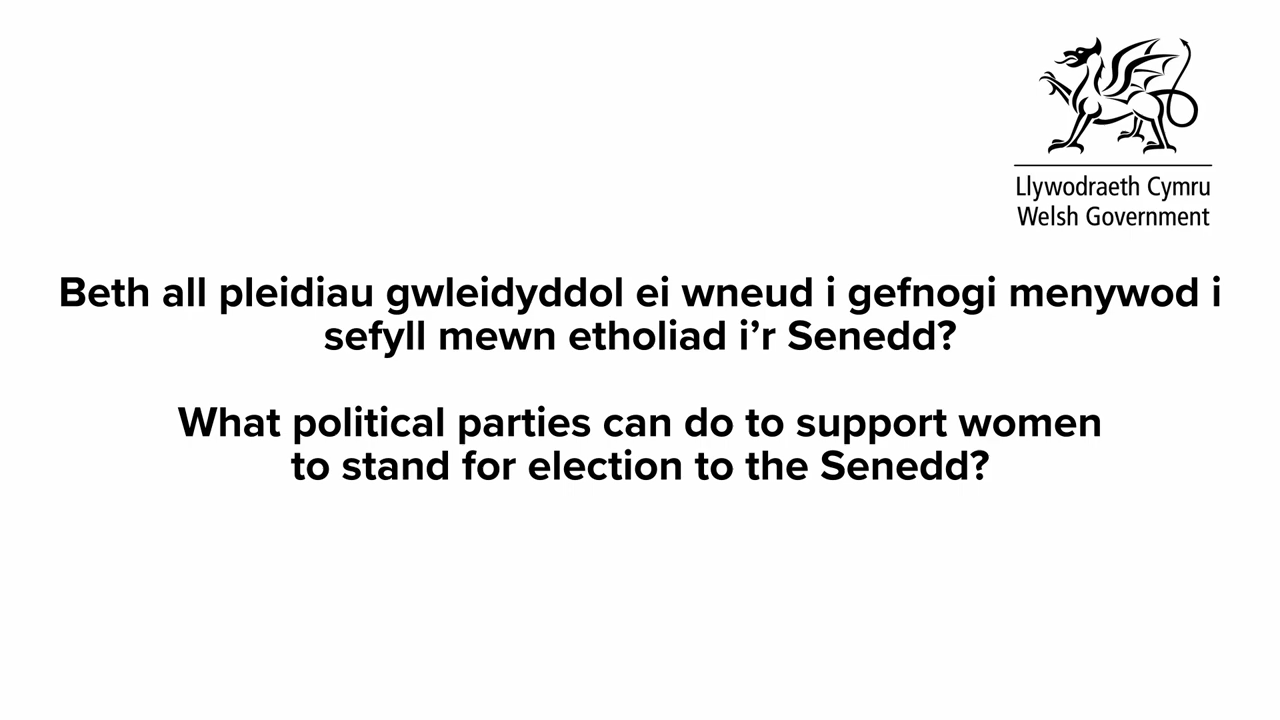 Llywodraeth Cymru
Welsh Government
Beth all pleidiau gwleidyddol ei wneud i gefnogi menywod i
sefyll mewn etholiad i’r Senedd?
What political parties can do to support women
to stand for election to the Senedd?